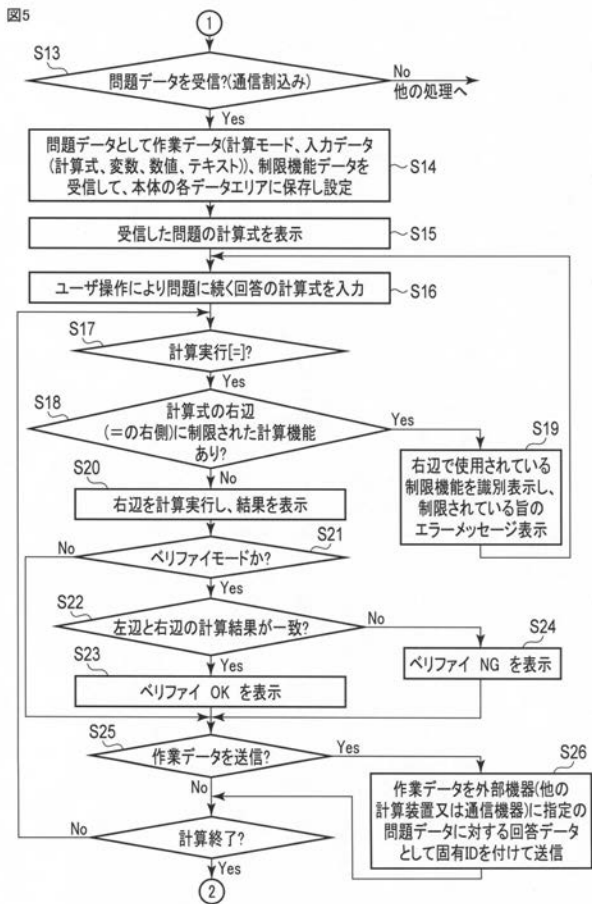 図5
1
S13
問題データを受信?(通信割込み)
No
他の処理へ
Yes
問題データとして作業データ(計算モード、入力データ
(計算式、変数、数値、テキスト))、制限機能データを
受信して、本体の各データエリアに保存し設定
S14
受信した問題の計算式を表示
S15
ユーザ操作により問題に続く回答の計算式を入力
S16
S17
計算実行[=]?
Yes
S18
計算式の右辺
(=の右側)に制限された計算機能
あり?
Yes
S19
右辺で使用されている
制限機能を識別表示し、
制限されている旨の
エラーメッセージ表示
No
S20
右辺を計算実行し、結果を表示
S21
No
ベリファイモードか?
Yes
S22
左辺と右辺の計算結果が一致?
No
S24
ベリファイ NG を表示
Yes
S23
ベリファイ OK を表示
S25
作業データを送信?
Yes
S26
作業データを外部機器(他の
計算装置又は通信機器)に指定の
問題データに対する回答データ
として固有IDを付けて送信
No
No
計算終了?
Yes
2